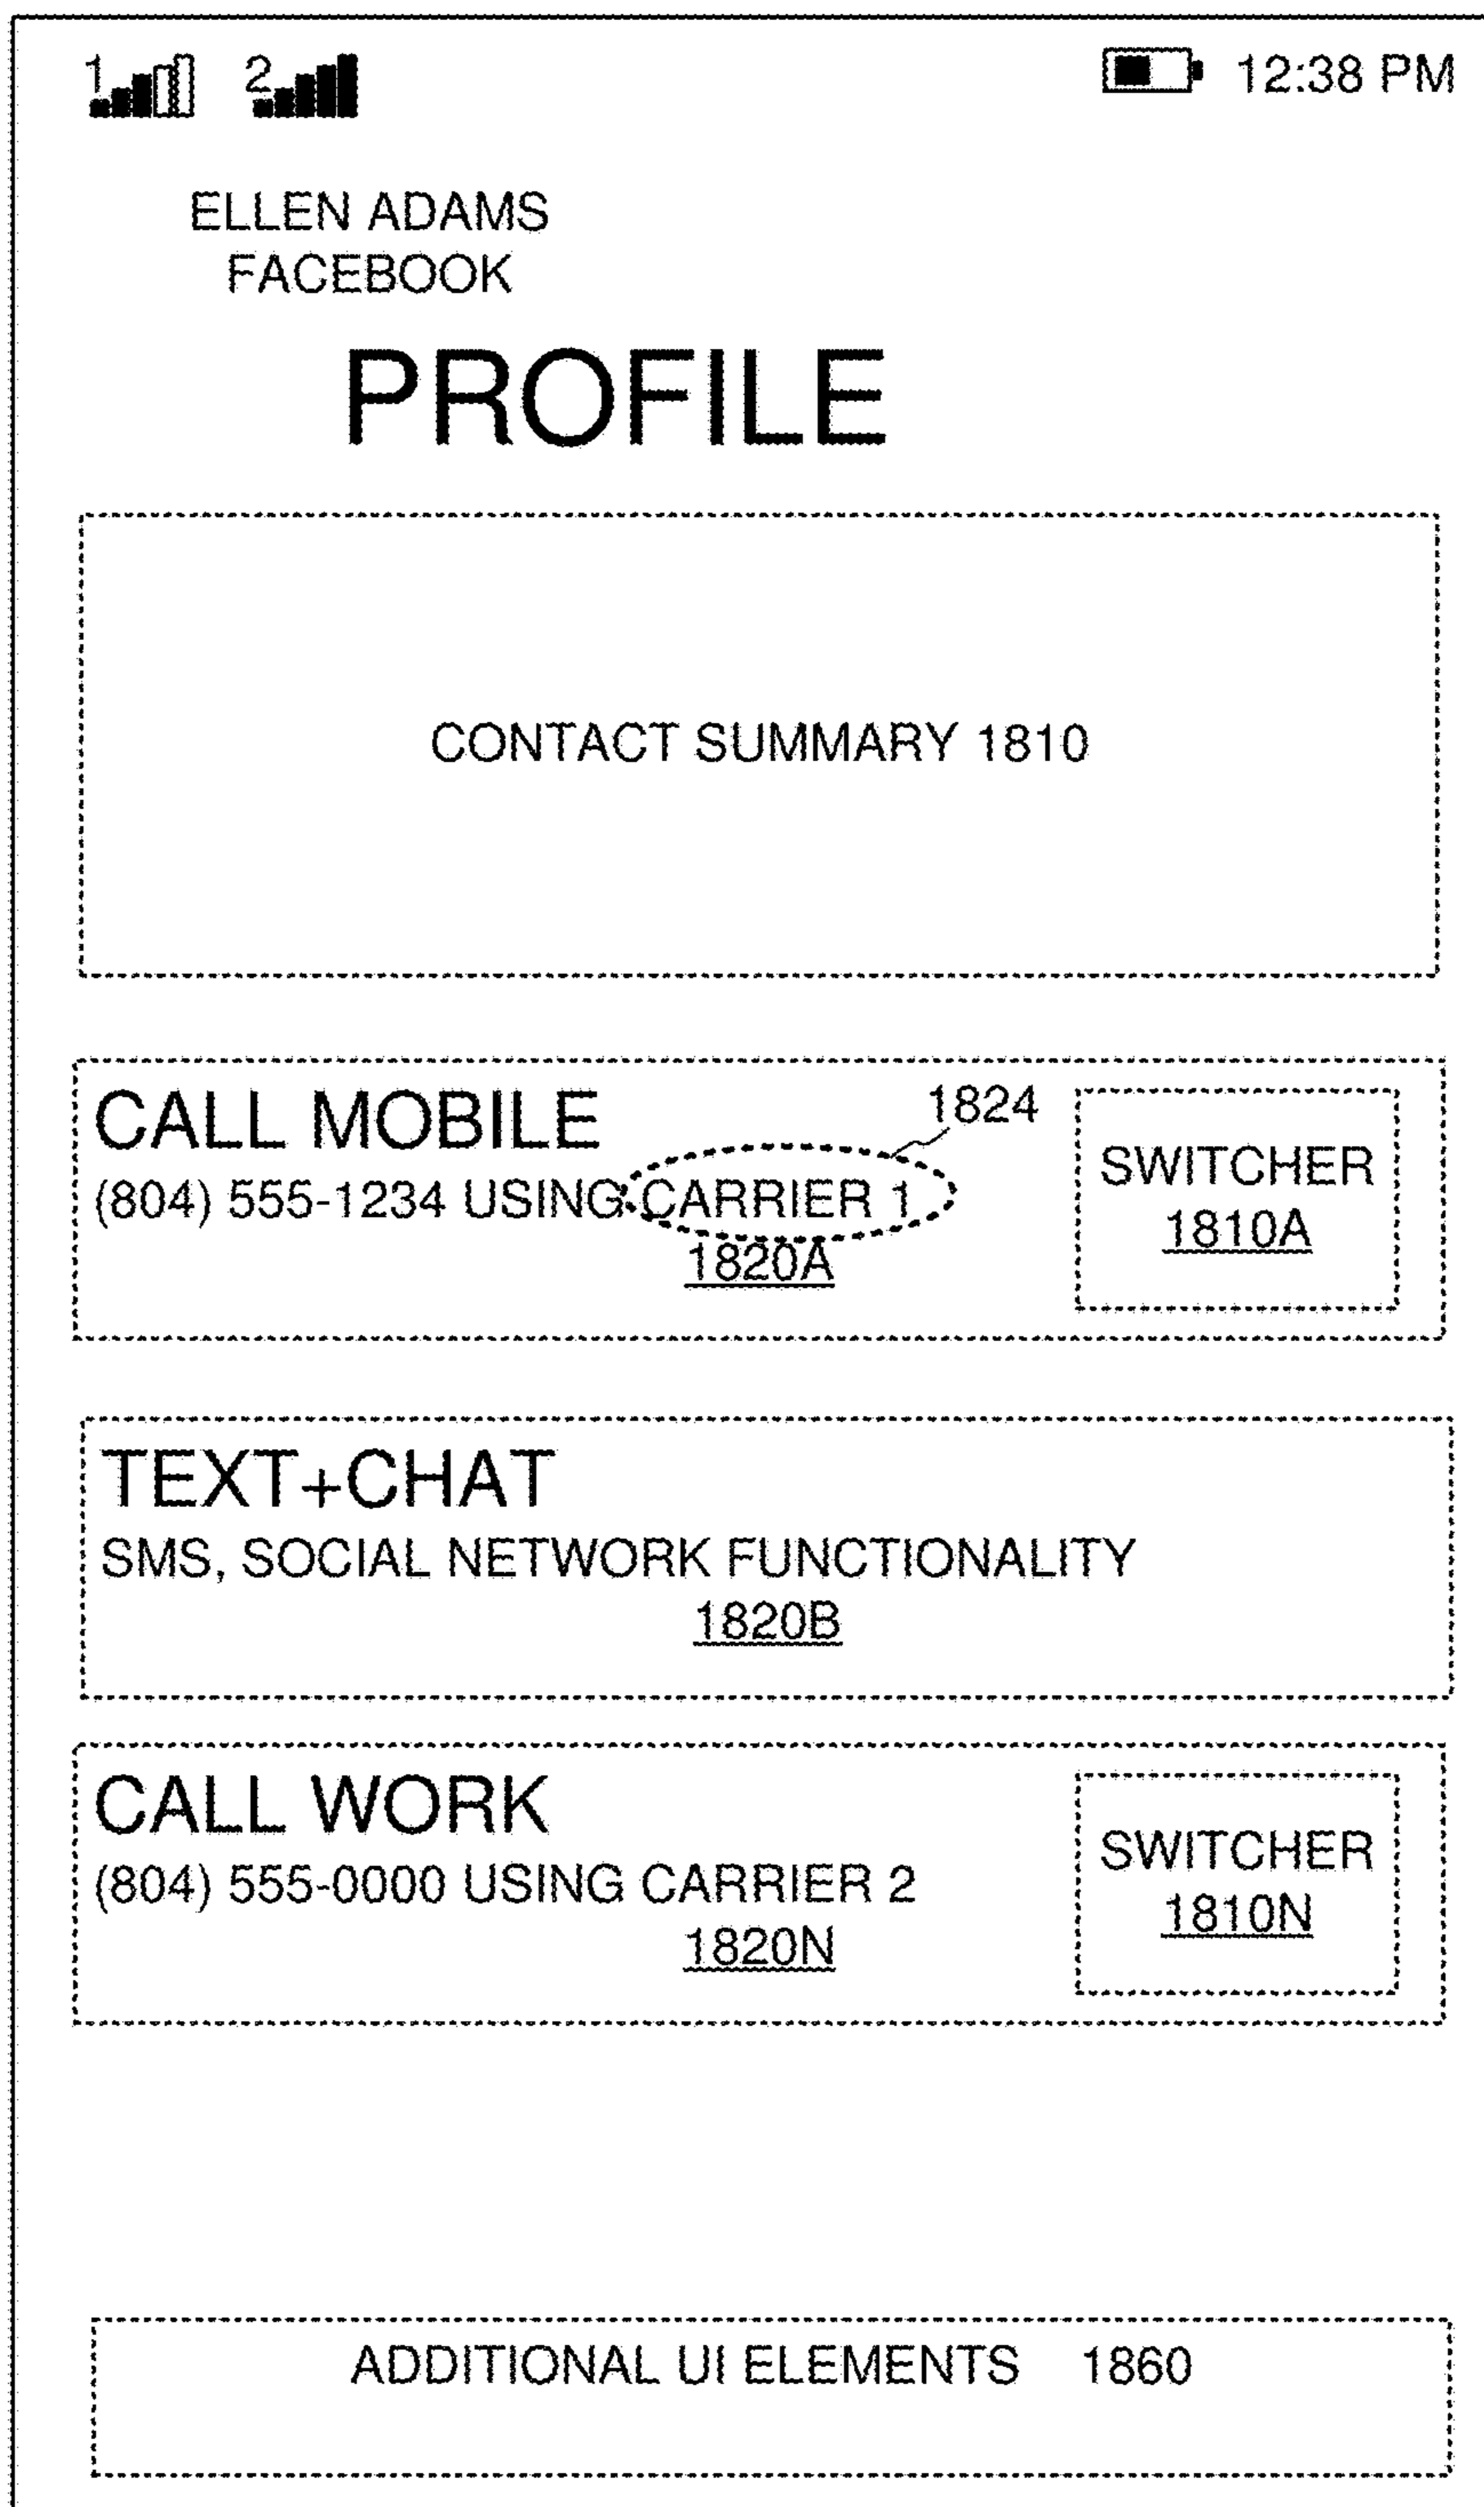 1 2 12:38 PM
ELLEN ADAMS
FACEBOOK
PROFILE
CONTACT SUMMARY 1810
CALL MOBILE
1824
(804) 555-1234 USING CARRIER 1
1820A
SWITCHER
1810A
TEXT+CHAT
SMS, SOCIAL NETWORK FUNCTIONALITY
1820B
CALL WORK
(804) 555-0000 USING CARRIER 2
1820N
SWITCHER
1810N
ADDITIONAL UI ELEMENTS 1860